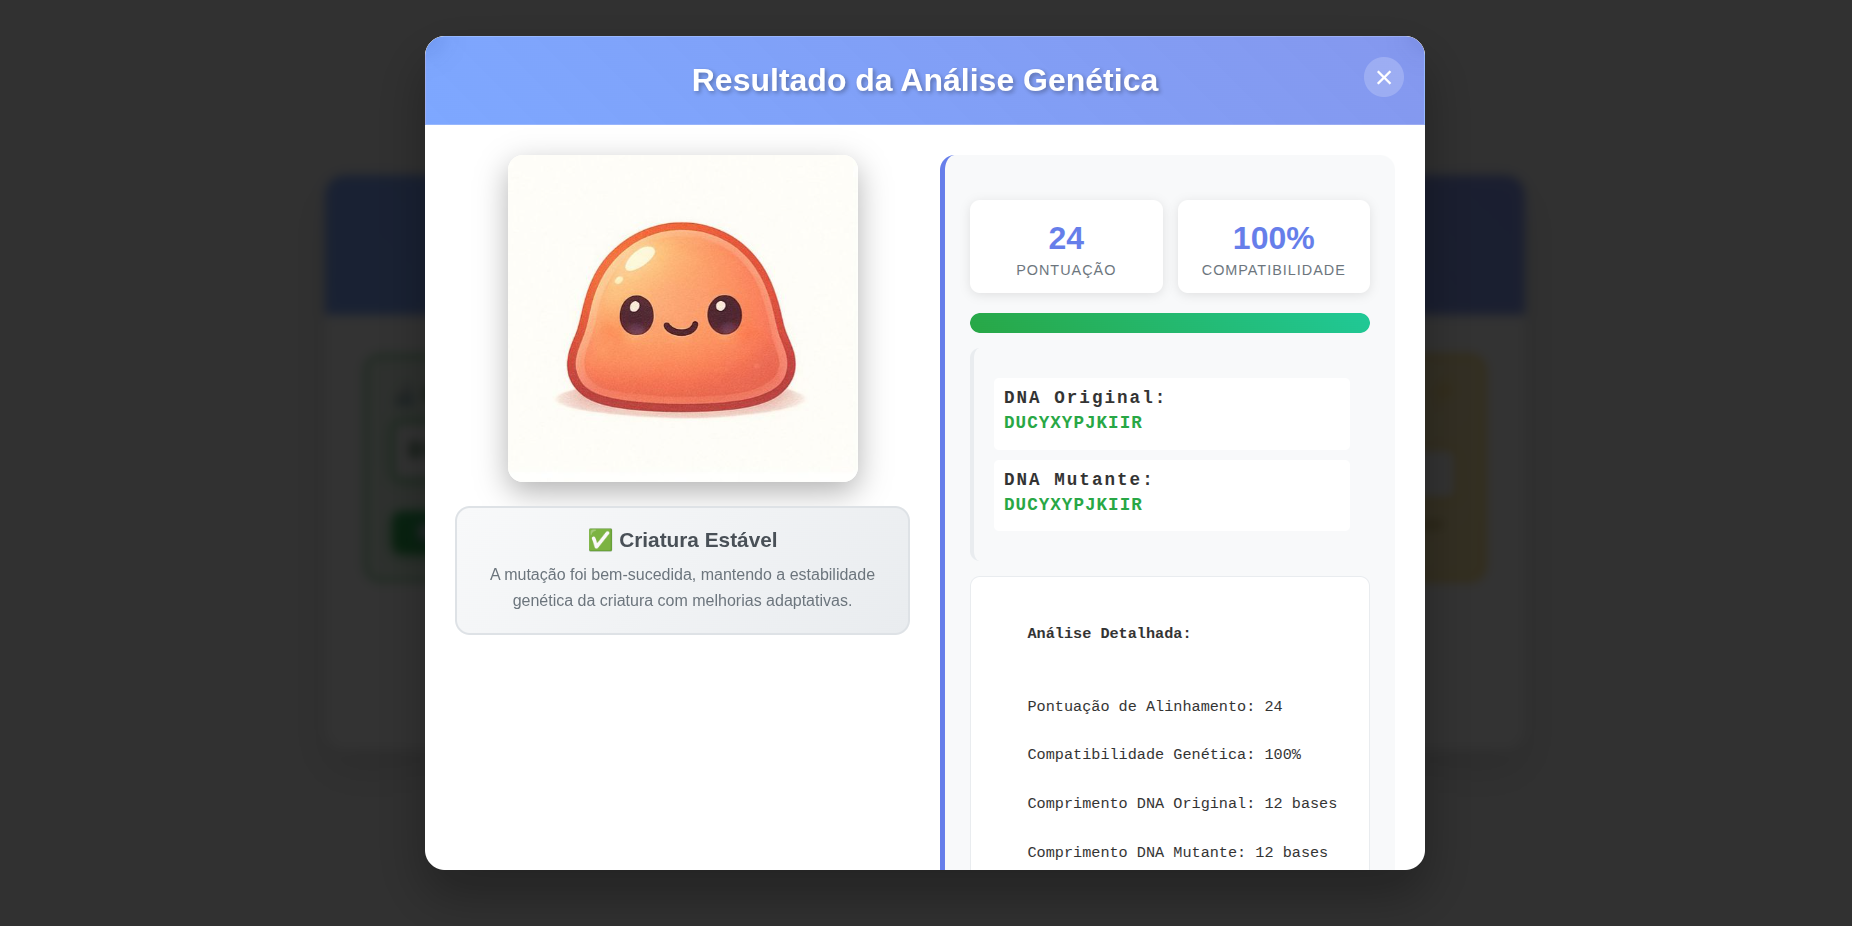 Resultado da Análise Genética
✅ Criatura Estável
A mutação foi bem-sucedida, mantendo a estabilidade
genética da criatura com melhorias adaptativas.
24
PONTUAÇÃO
100%
COMPATIBILIDADE
DNA Original:
DUCYXYPJKIIR
DNA Mutante:
DUCYXYPJKIIR
Análise Detalhada:
Pontuação de Alinhamento: 24
Compatibilidade Genética: 100%
Comprimento DNA Original: 12 bases
Comprimento DNA Mutante: 12 bases